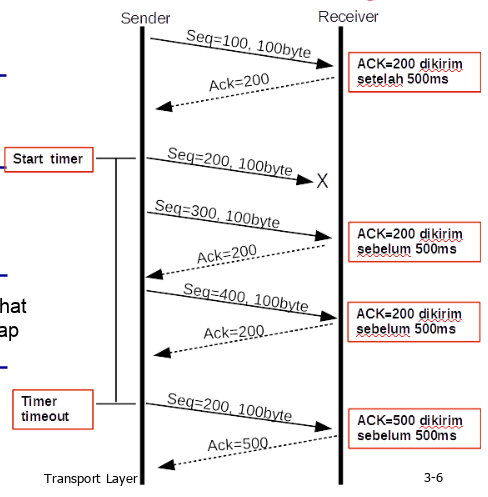 Sender
Receiver
Seq=100, 100byte
ACK=200 dikirim
setelah 500ms
Ack=200
Start timer
Seq=200, 100byte
X
Seq=300, 100byte
ACK=200 dikirim
sebelum 500ms
Ack=200
hat
ap
Seq=400, 100byte
ACK=200 dikirim
sebelum 500ms
Ack=200
Timer
timeout
Seq=200, 100byte
ACK=500 dikirim
sebelum 500ms
Ack=500
Transport Layer
3-6